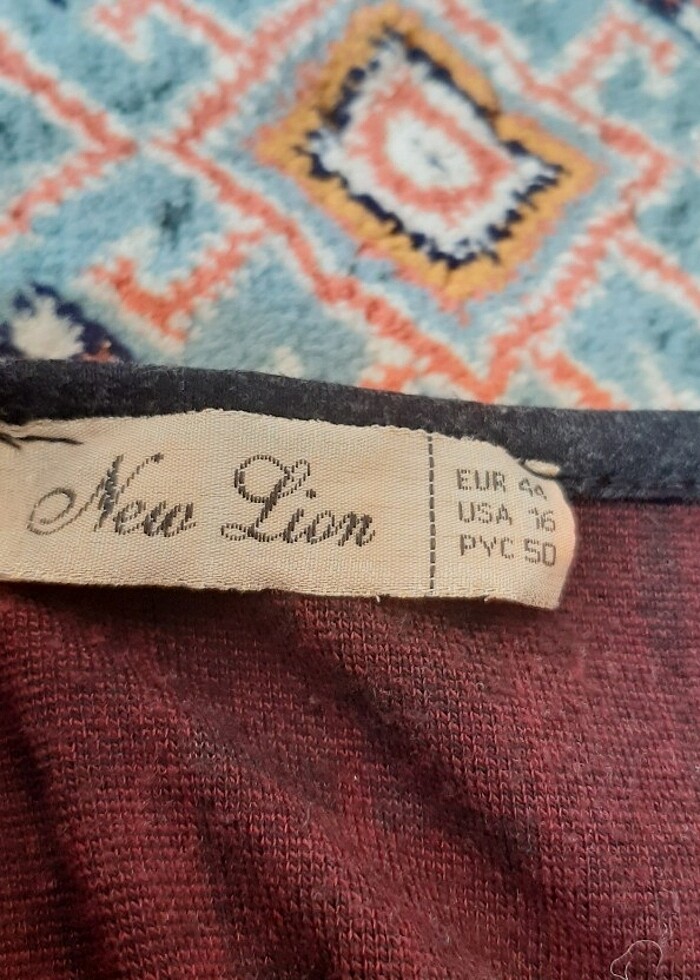 New Lion
EUR 44
USA 16
РУС 50